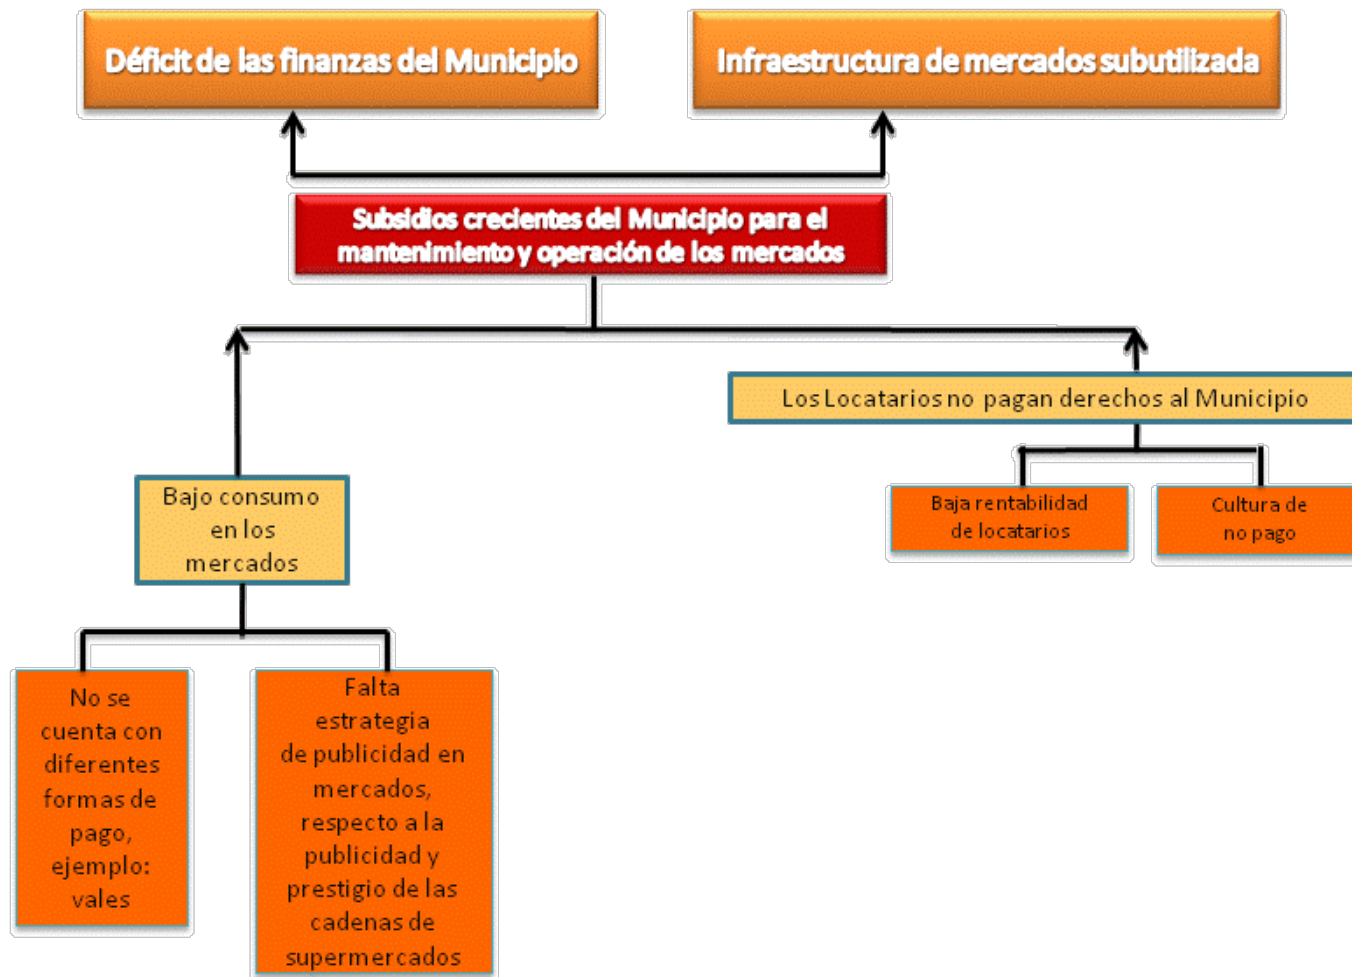 Déficit de las finanzas del Municipio
Infraestructura de mercados subutilizada
Subsidios crecientes del Municipio para el
mantenimiento y operación de los mercados
Los Locatarios no pagan derechos al Municipio
Bajo consumo
en los
mercados
Baja rentabilidad
de locatarios
Cultura de
no pago
No se
cuenta con
diferentes
formas de
pago,
ejemplo:
vales
Falta
estrategia
de publicidad en
mercados,
respecto a la
publicidad y
prestigio de las
cadenas de
supermercados